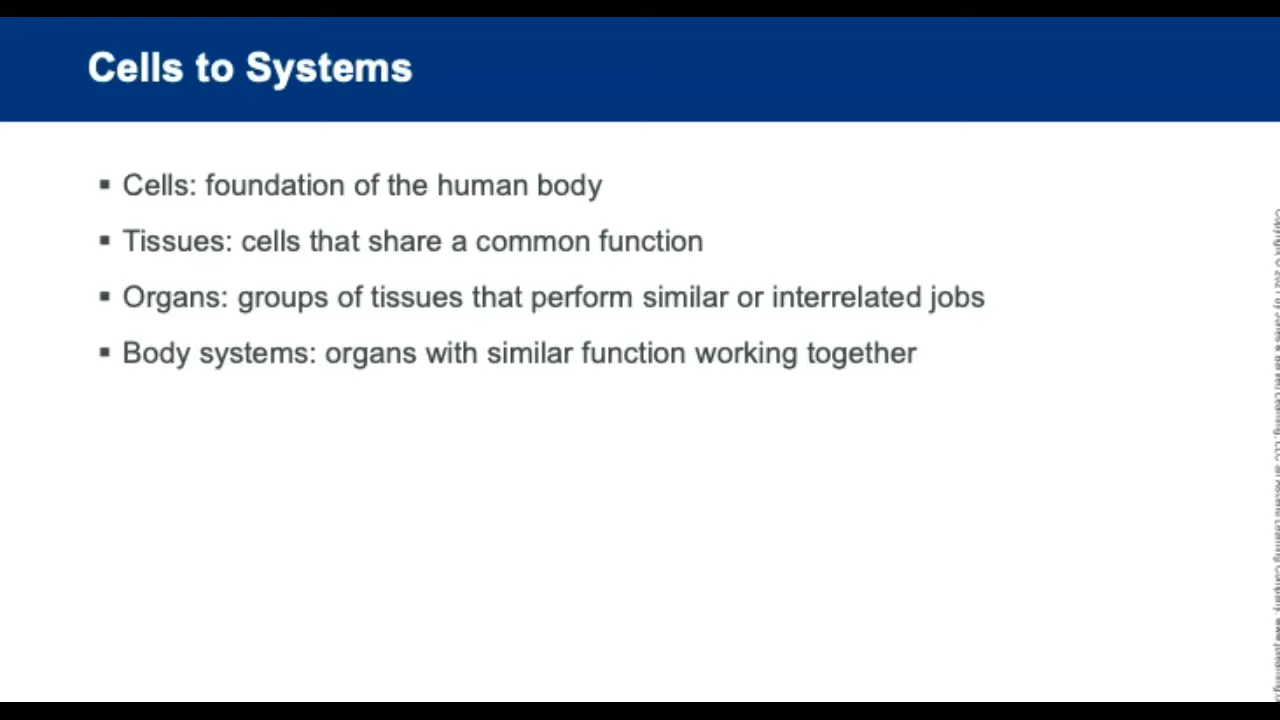 Cells to Systems
▪ Cells: foundation of the human body
▪ Tissues: cells that share a common function
▪ Organs: groups of tissues that perform similar or interrelated jobs
▪ Body systems: organs with similar function working together